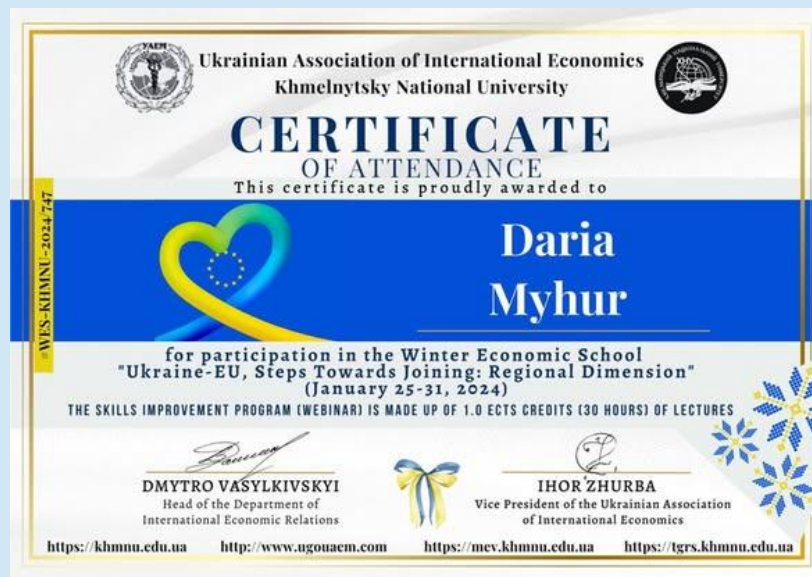 УАЕМ
Ukrainian Association of International Economics
Khmelnytsky National University
CERTIFICATE
OF ATTENDANCE
This certificate is proudly awarded to
#WES-KHMNU-2024/747
Daria
Myhur
for participation in the Winter Economic School
"Ukraine-EU, Steps Towards Joining: Regional Dimension"
(January 25-31, 2024)
THE SKILLS IMPROVEMENT PROGRAM (WEBINAR) IS MADE UP OF 1.0 ECTS CREDITS (30 HOURS) OF LECTURES
DMYTRO VASYLKIVSKYI
Head of the Department of
International Economic Relations
IHOR ZHURBA
Vice President of the Ukrainian Association
of International Economics
https://khmnu.edu.ua http://www.ugouaem.com https://mev.khmnu.edu.ua https://tgrs.khmnu.edu.ua